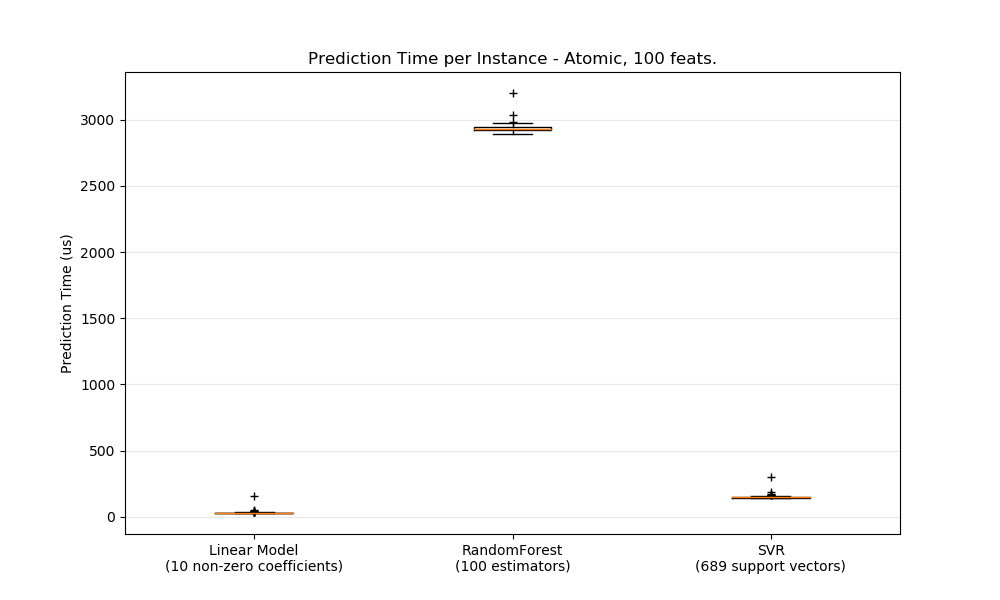 Prediction Time per Instance - Atomic, 100 feats.
Prediction Time (us)
3000
2500
2000
1500
1000
500
0
Linear Model
(10 non-zero coefficients)
RandomForest
(100 estimators)
SVR
(689 support vectors)